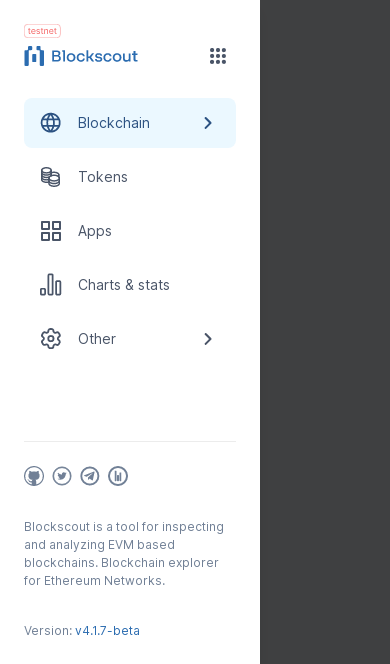 testnet
Blockscout
Blockchain
Tokens
Apps
Charts & stats
Other
Blockscout is a tool for inspecting
and analyzing EVM based
blockchains. Blockchain explorer
for Ethereum Networks.
Version: v4.1.7-beta